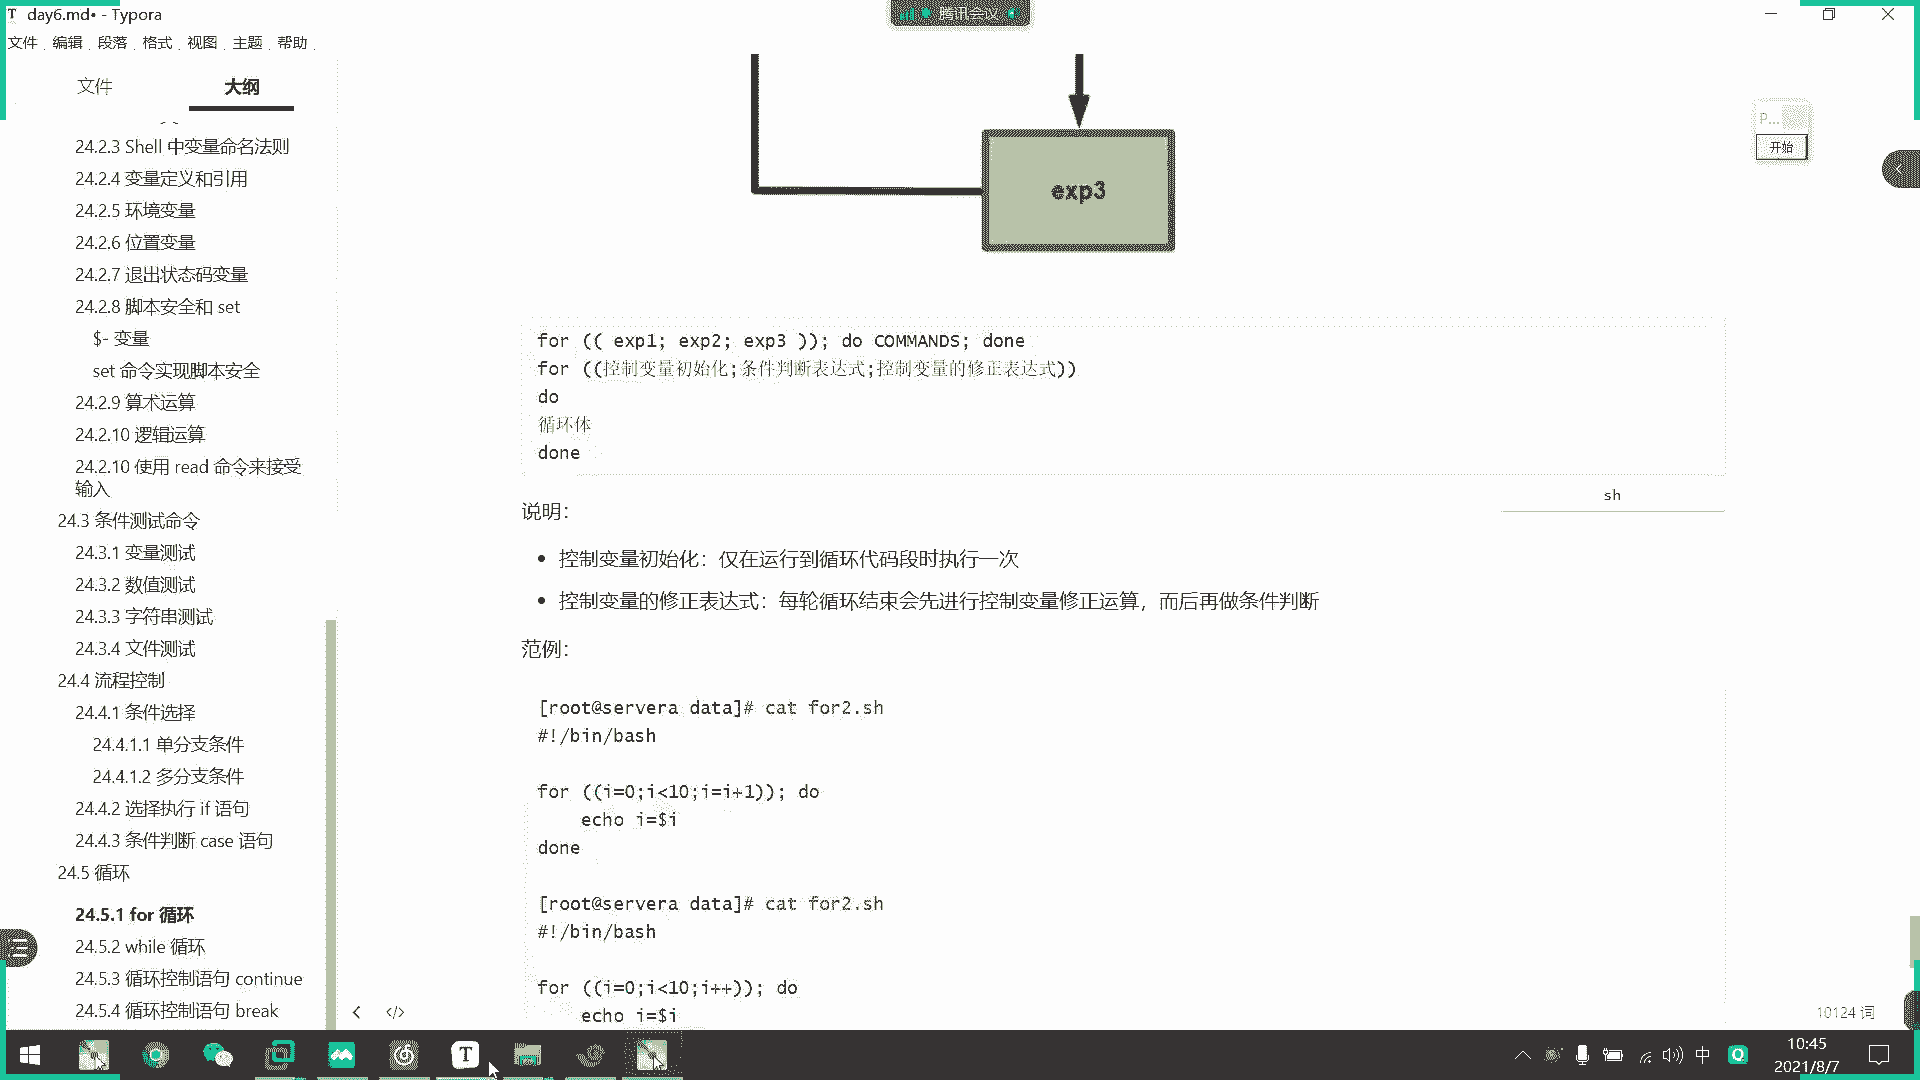 day6.md• - Typora
腾讯会议
文件 编辑 段落 格式 视图 主题 帮助
文件 大纲
24.2.3 Shell 中变量命名法则
24.2.4 变量定义和引用
24.2.5 环境变量
24.2.6 位置变量
24.2.7 退出状态码变量
24.2.8 脚本安全和 set
$- 变量
set 命令实现脚本安全
24.2.9 算术运算
24.2.10 逻辑运算
24.2.10 使用 read 命令来接受
输入
24.3 条件测试命令
24.3.1 变量测试
24.3.2 数值测试
24.3.3 字符串测试
24.3.4 文件测试
24.4 流程控制
24.4.1 条件选择
24.4.1.1 单分支条件
24.4.1.2 多分支条件
24.4.2 选择执行 if 语句
24.4.3 条件判断 case 语句
24.5 循环
24.5.1 for 循环
24.5.2 while 循环
24.5.3 循环控制语句 continue
24.5.4 循环控制语句 break
exp3
P...
开始
for (( exp1; exp2; exp3 )); do COMMANDS; done
for ((控制变量初始化;条件判断表达式;控制变量的修正表达式))
do
循环体
done
sh
说明：
• 控制变量初始化：仅在运行到循环代码段时执行一次
• 控制变量的修正表达式：每轮循环结束会先进行控制变量修正运算，而后再做条件判断
范例：
[root@servera data]# cat for2.sh
#!/bin/bash
for ((i=0;i<10;i=i+1)); do
echo i=$i
done
[root@servera data]# cat for2.sh
#!/bin/bash
for ((i=0;i<10;i++)); do
echo i=$i
10124 词
中
10:45
2021/8/7